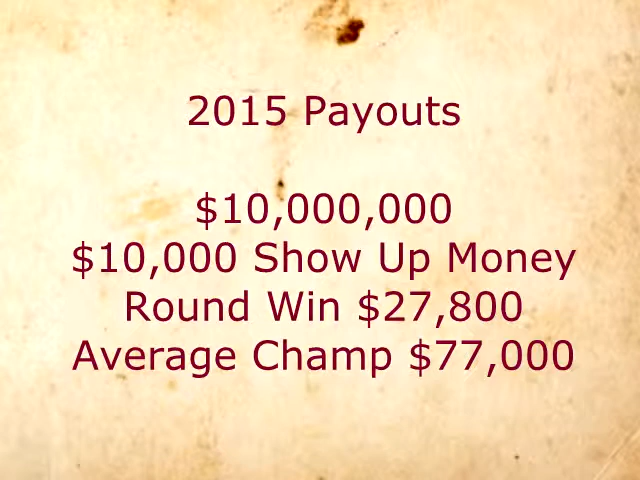 2015 Payouts
$10,000,000
$10,000 Show Up Money
Round Win $27,800
Average Champ $77,000